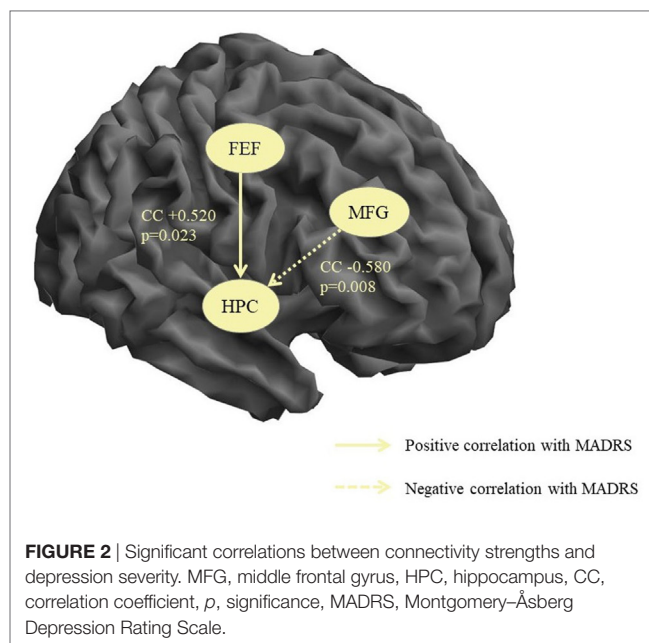 FEF
CC +0.520
p=0.023
MFG
CC -0.580
p=0.008
HPC
Positive correlation with MADRS
Negative correlation with MADRS
FIGURE 2 | Significant correlations between connectivity strengths and
depression severity. MFG, middle frontal gyrus, HPC, hippocampus, CC,
correlation coefficient, p, significance, MADRS, Montgomery–Åsberg
Depression Rating Scale.